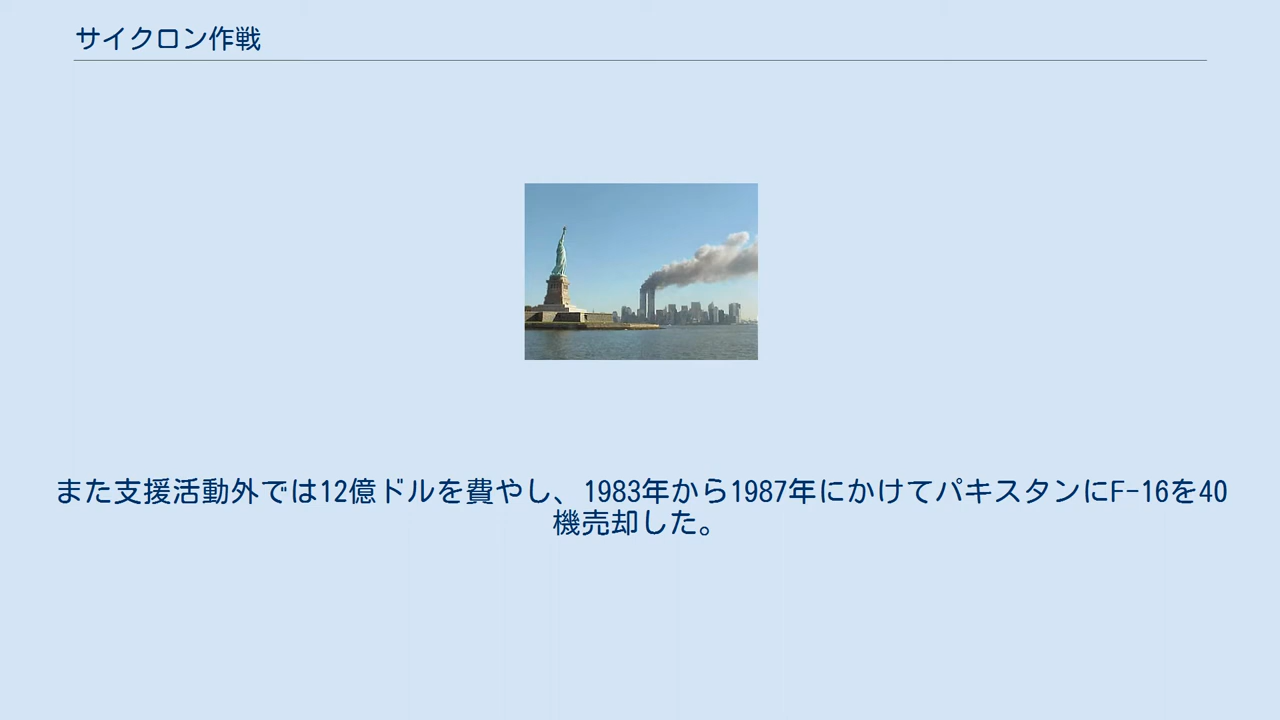 サイクロン作戦
また支援活動外では12億ドルを費やし、1983年から1987年にかけてパキスタンにF-16を40
機売却した。